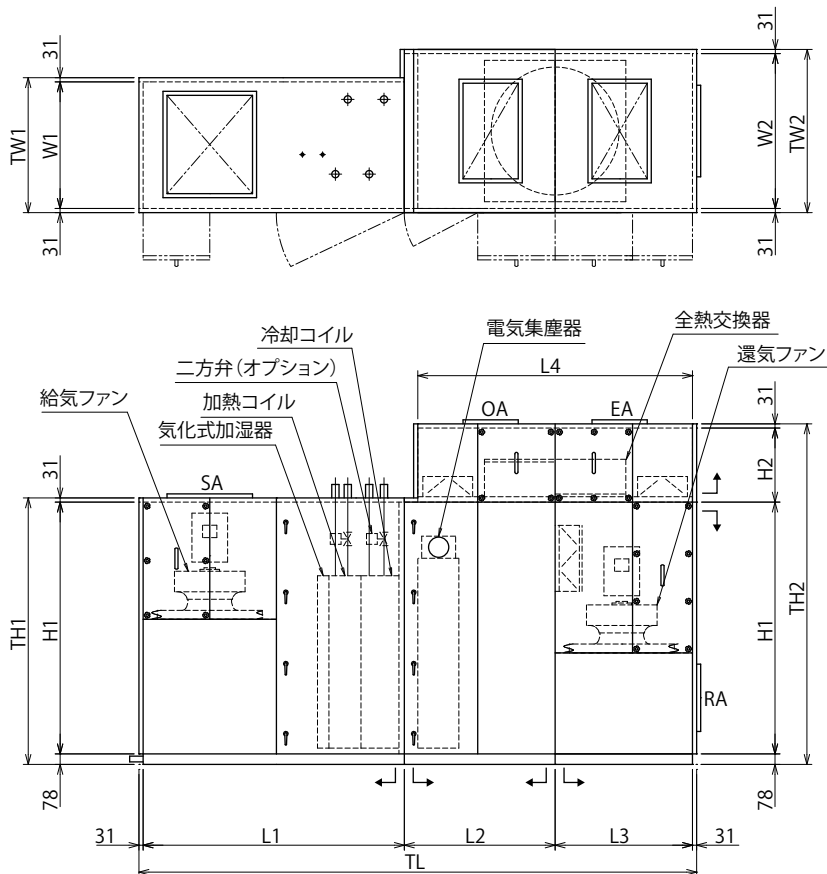 31
TW1
W1
31
31
W2
TW2
31
冷却コイル
二方弁（オプション）
加熱コイル
気化式加湿器
給気ファン
電気集塵器
全熱交換器
還気ファン
L4
OA
EA
SA
31
H2
31
TH1
H1
TH2
H1
RA
78
78
31
L1
L2
L3
31
TL